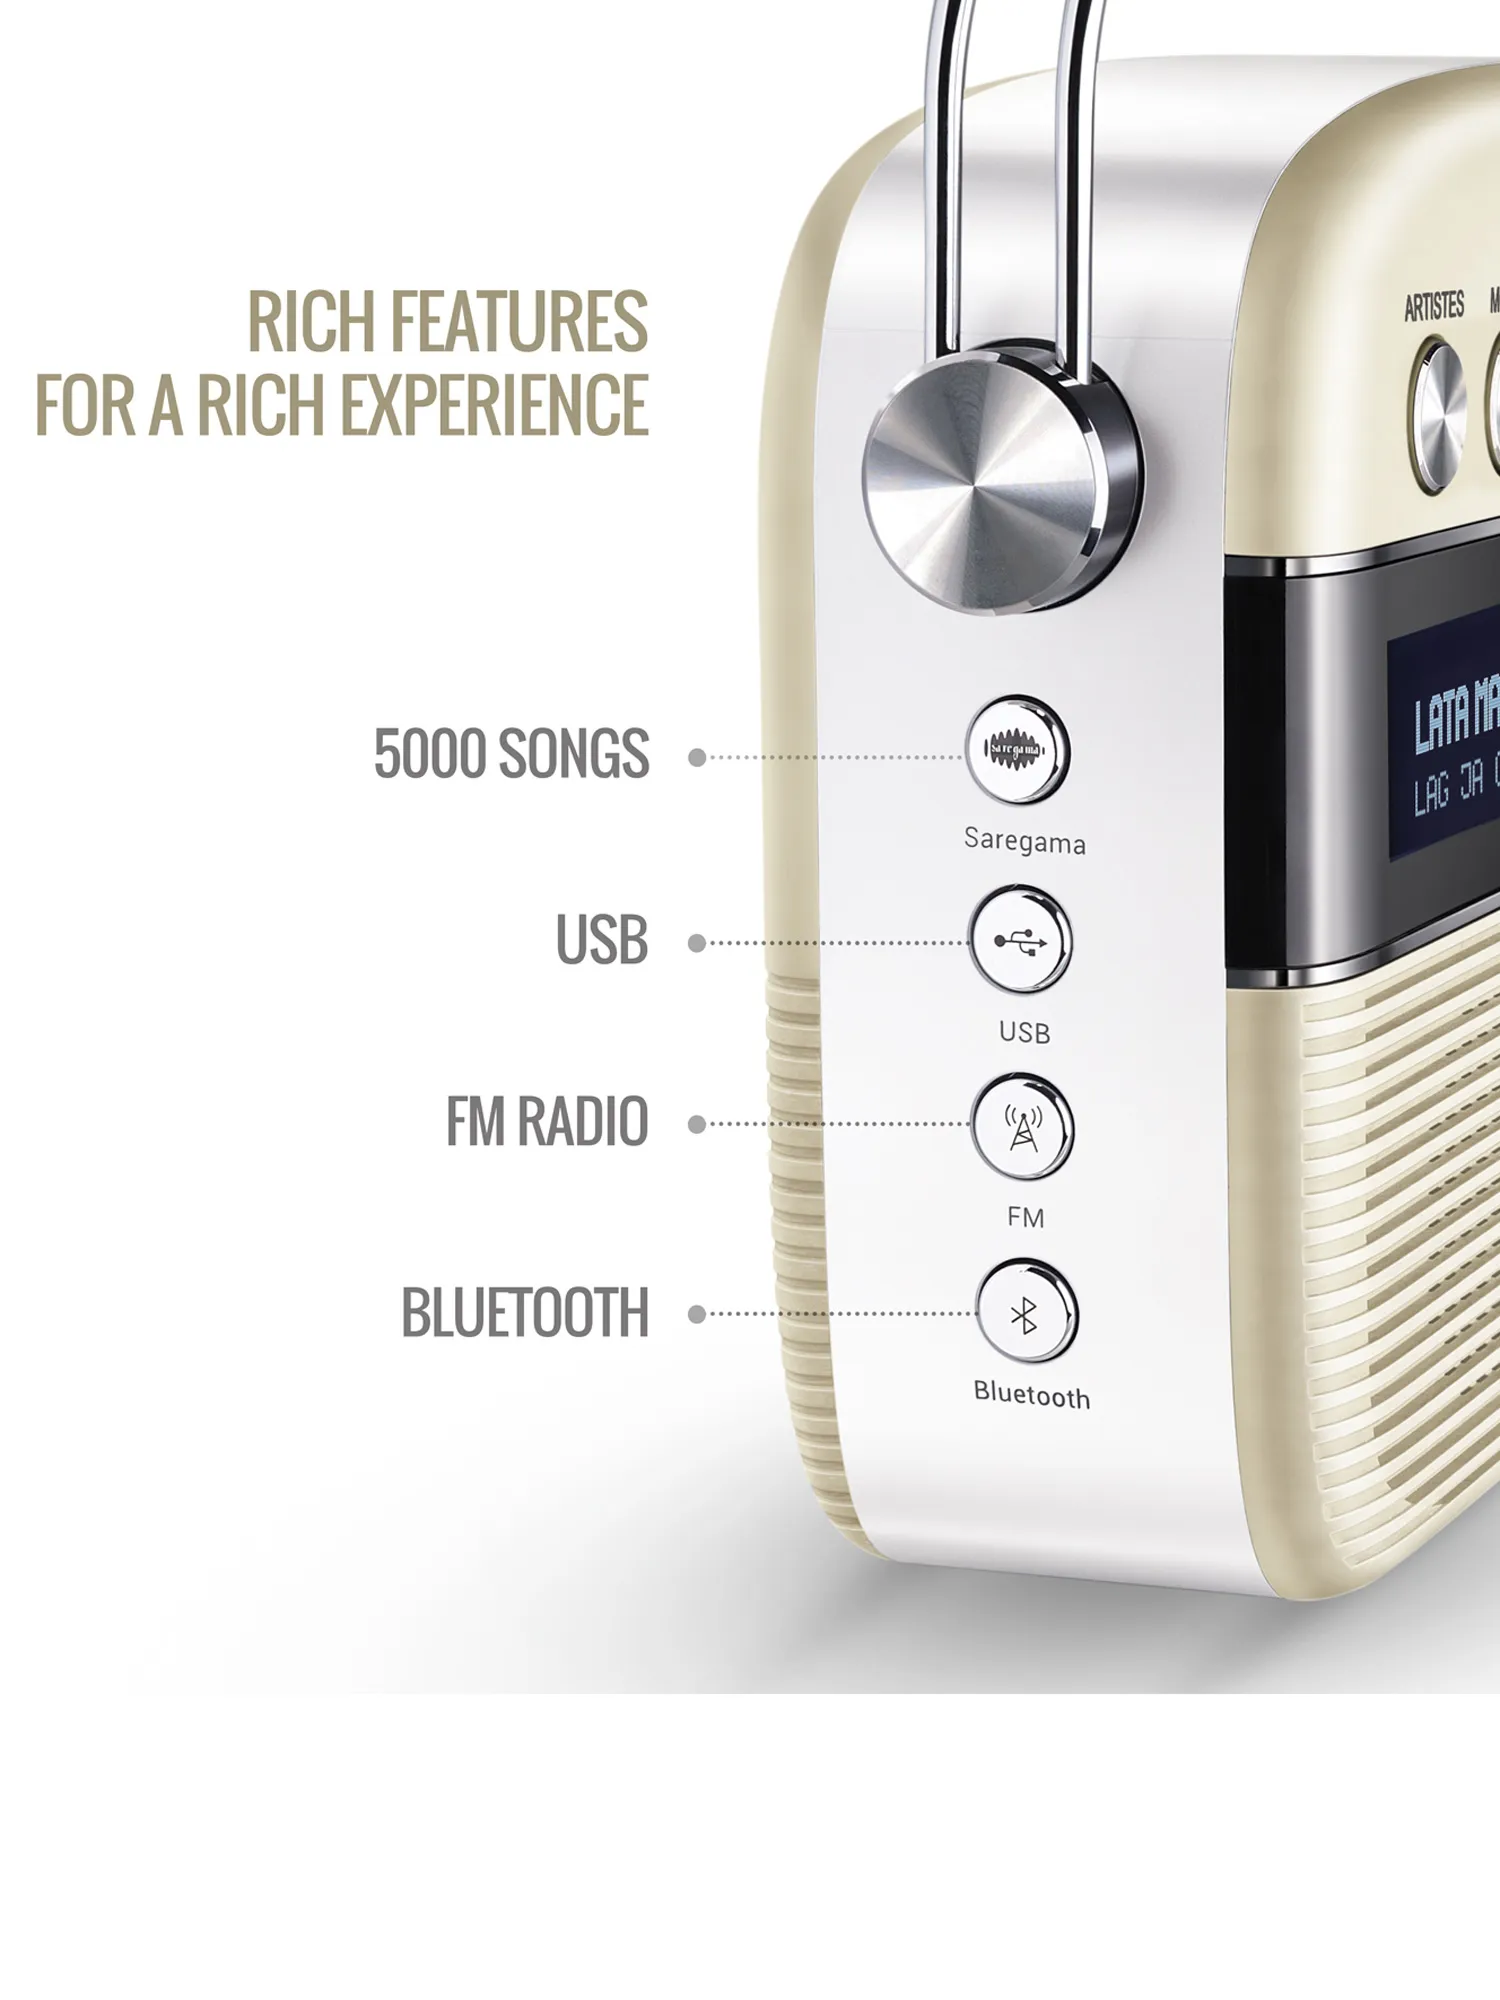 RICH FEATURES
FOR A RICH EXPERIENCE
ARTISTES
5000 SONGS
Saregama
Saregama
LATA
LAG JA
USB
USB
FM RADIO
FM
BLUETOOTH
Bluetooth